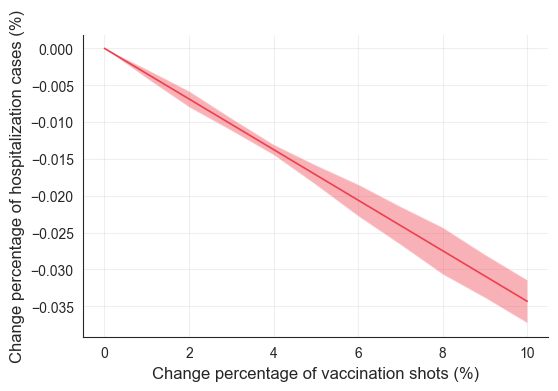 Change percentage of hospitalization cases (%)
0.000
−0.005
−0.010
−0.015
−0.020
−0.025
−0.030
−0.035
0 2 4 6 8 10
Change percentage of vaccination shots (%)